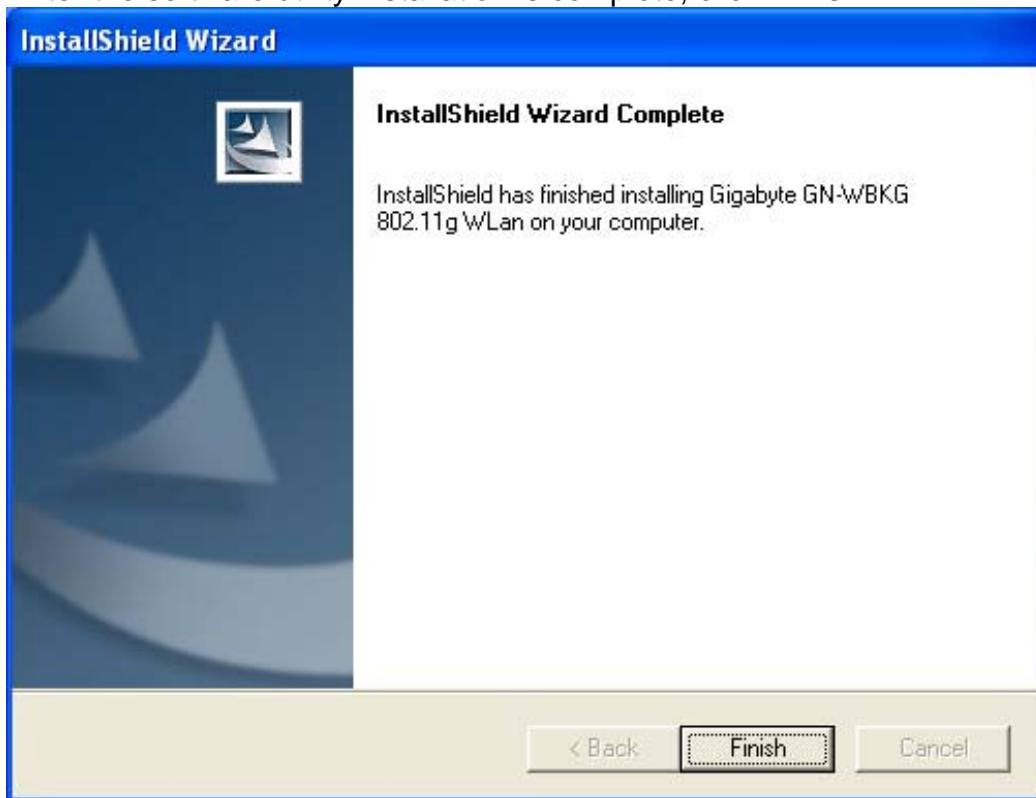 InstallShield Wizard
InstallShield Wizard Complete
InstallShield has finished installing Gigabyte GN-WBKG
802.11g WLan on your computer.
< Back
Finish
Cancel